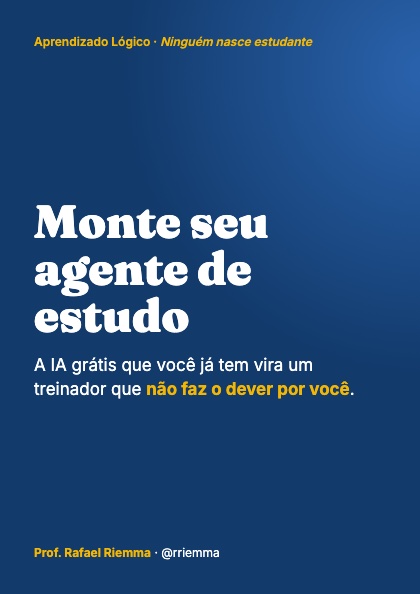 Aprendizado Lógico · Ninguém nasce estudante
Monte seu
agente de
estudo
A IA grátis que você já tem vira um
treinador que não faz o dever por você.
Prof. Rafael Riemma · @rriemma